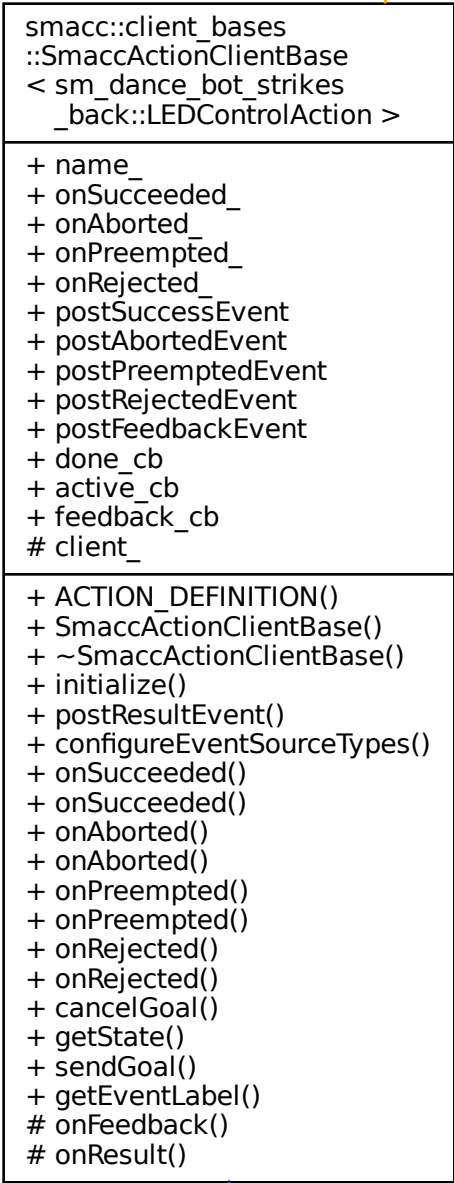 smacc::client_bases
::SmaccActionClientBase
< sm_dance_bot_strikes
_back::LEDControlAction >
+ name_
+ onSucceeded_
+ onAborted_
+ onPreempted_
+ onRejected_
+ postSuccessEvent
+ postAbortedEvent
+ postPreemptedEvent
+ postRejectedEvent
+ postFeedbackEvent
+ done_cb
+ active_cb
+ feedback_cb
# client_
+ ACTION_DEFINITION()
+ SmaccActionClientBase()
+ ~SmaccActionClientBase()
+ initialize()
+ postResultEvent()
+ configureEventSourceTypes()
+ onSucceeded()
+ onSucceeded()
+ onAborted()
+ onAborted()
+ onPreempted()
+ onPreempted()
+ onRejected()
+ onRejected()
+ cancelGoal()
+ getState()
+ sendGoal()
+ getEventLabel()
# onFeedback()
# onResult()